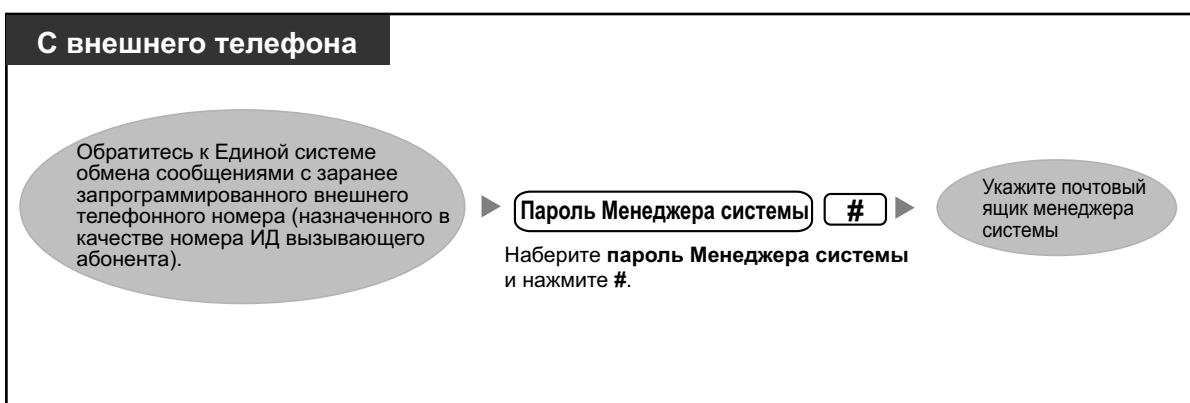 С внешнего телефона
Обратитесь к Единой системе
обмена сообщениями с заранее
запрограммированного внешнего
телефонного номера (назначенного в
качестве номера ИД вызывающего
абонента).
Пароль Менеджера системы #
Наберите пароль Менеджера системы
и нажмите #.
Укажите почтовый
ящик менеджера
системы